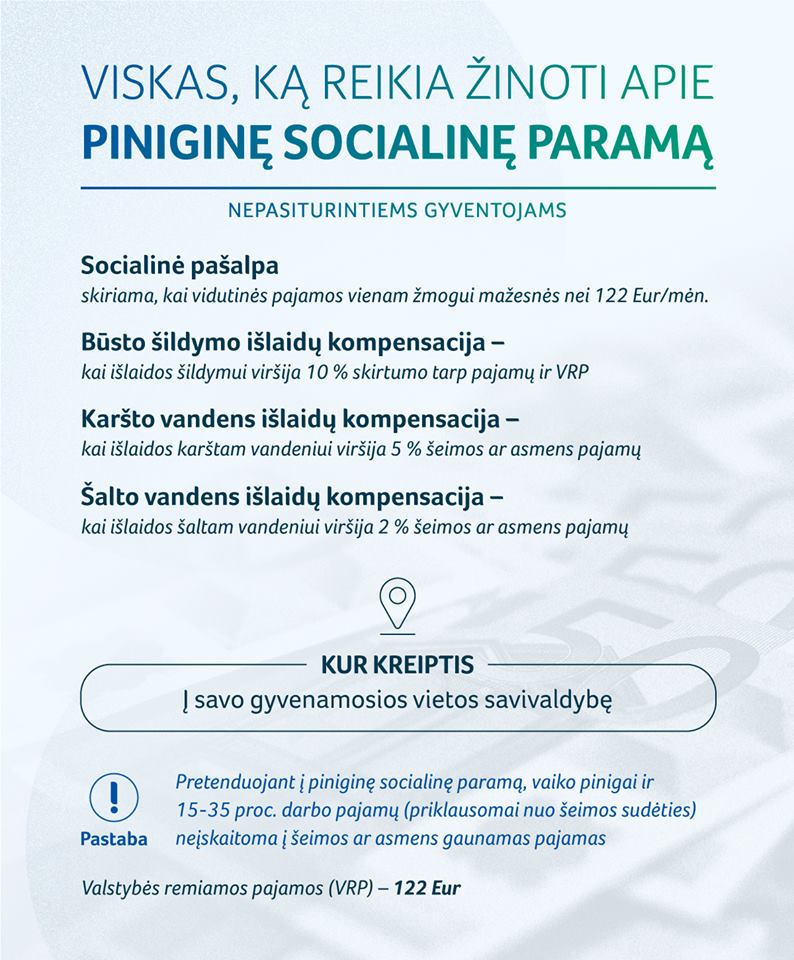 VISKAS, KĄ REIKIA ŽINOTI APIE
PINIGINĘ SOCIALINĘ PARAMĄ
NEPASITURINTIEMS GYVENTOJAMS
Socialinė pašalpa
skiriama, kai vidutinės pajamos vienam žmogui mažesnės nei 122 Eur/mėn.
Būsto šildymo išlaidų kompensacija –
kai išlaidos šildymui viršija 10 % skirtumo tarp pajamų ir VRP
Karšto vandens išlaidų kompensacija –
kai išlaidos karštam vandeniui viršija 5 % šeimos ar asmens pajamų
Šalto vandens išlaidų kompensacija –
kai išlaidos šaltam vandeniui viršija 2 % šeimos ar asmens pajamų
KUR KREIPTIS
Į savo gyvenamosios vietos savivaldybę
Pastaba
Pretenduojant į piniginę socialinę paramą, vaiko pinigai ir
15-35 proc. darbo pajamų (priklausomai nuo šeimos sudėties)
neįskaitoma į šeimos ar asmens gaunamas pajamas
Valstybės remiamos pajamos (VRP) – 122 Eur